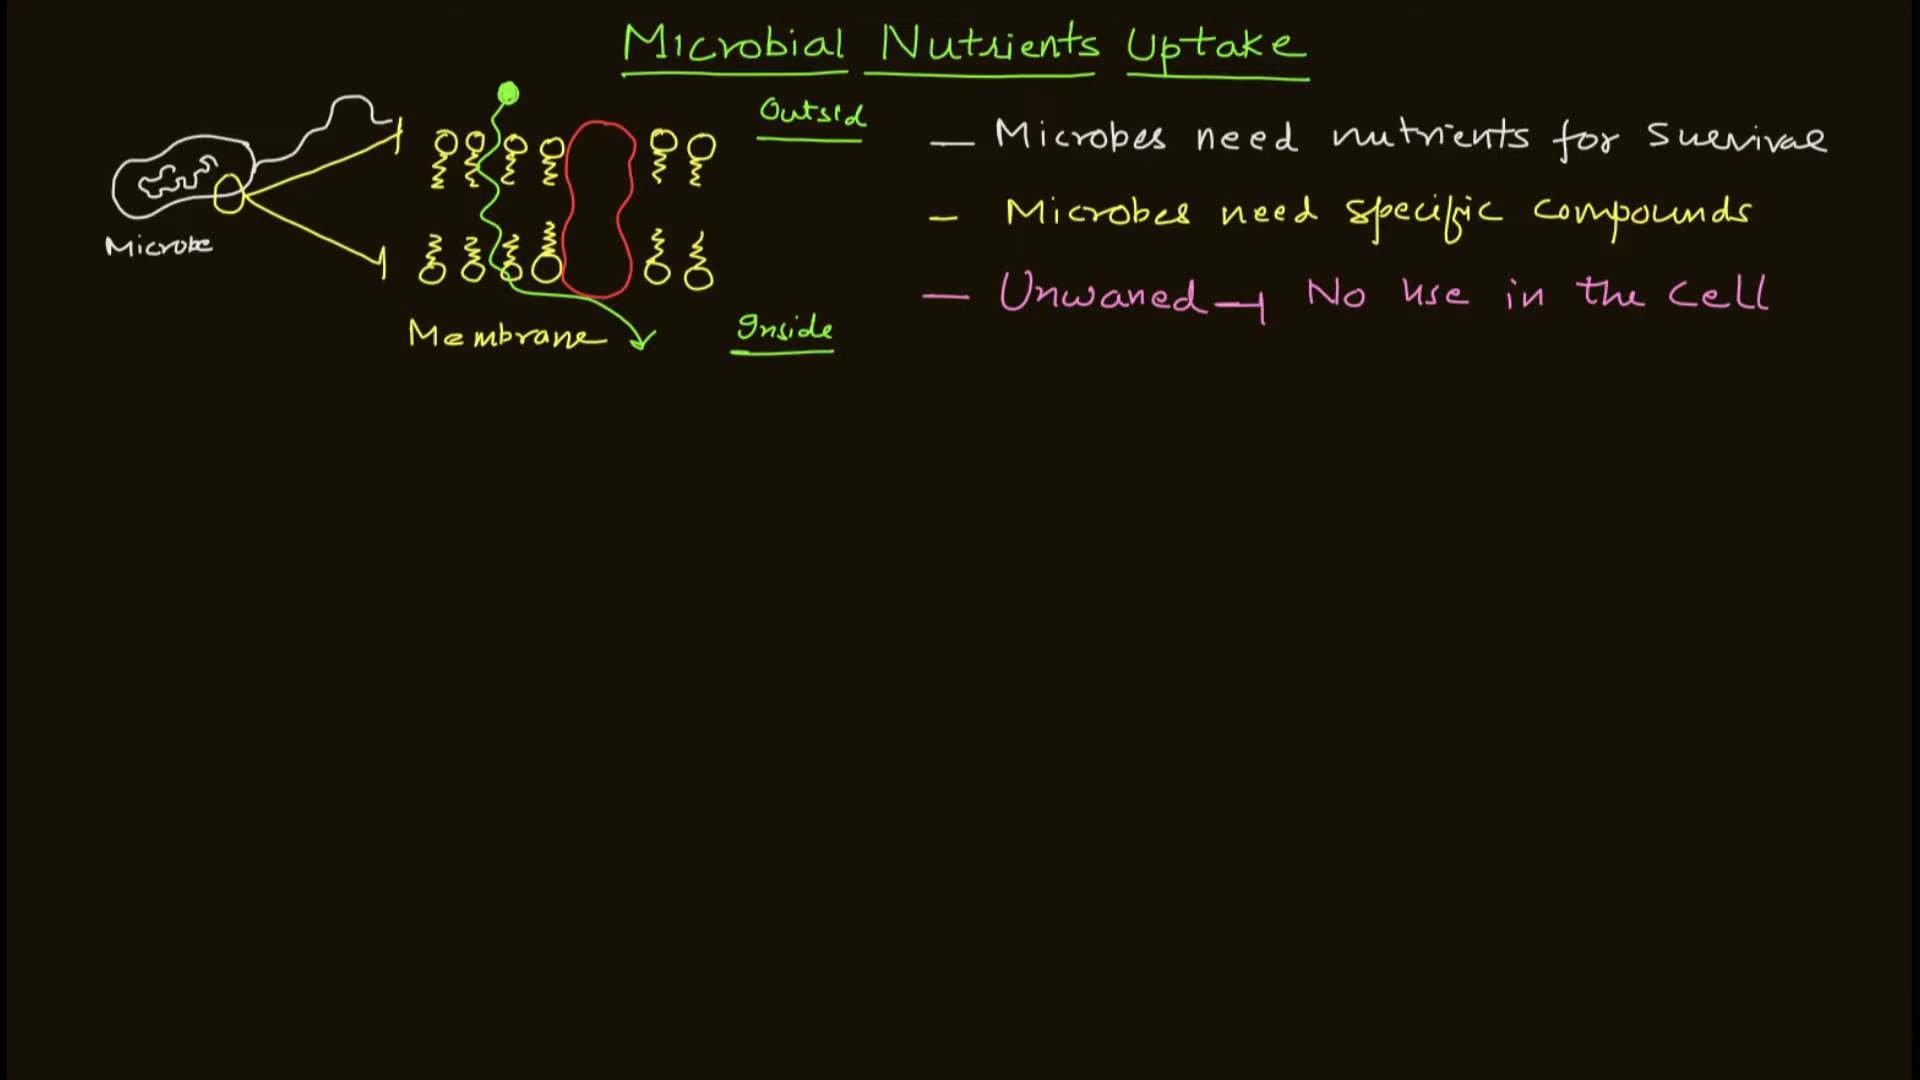 Microbial Nutrients Uptake
Outsid
Microbe
Membrane
Inside
— Microbes need nutrients for Suervival
- Microbes need specific compounds
— Unwaned → No use in the cell